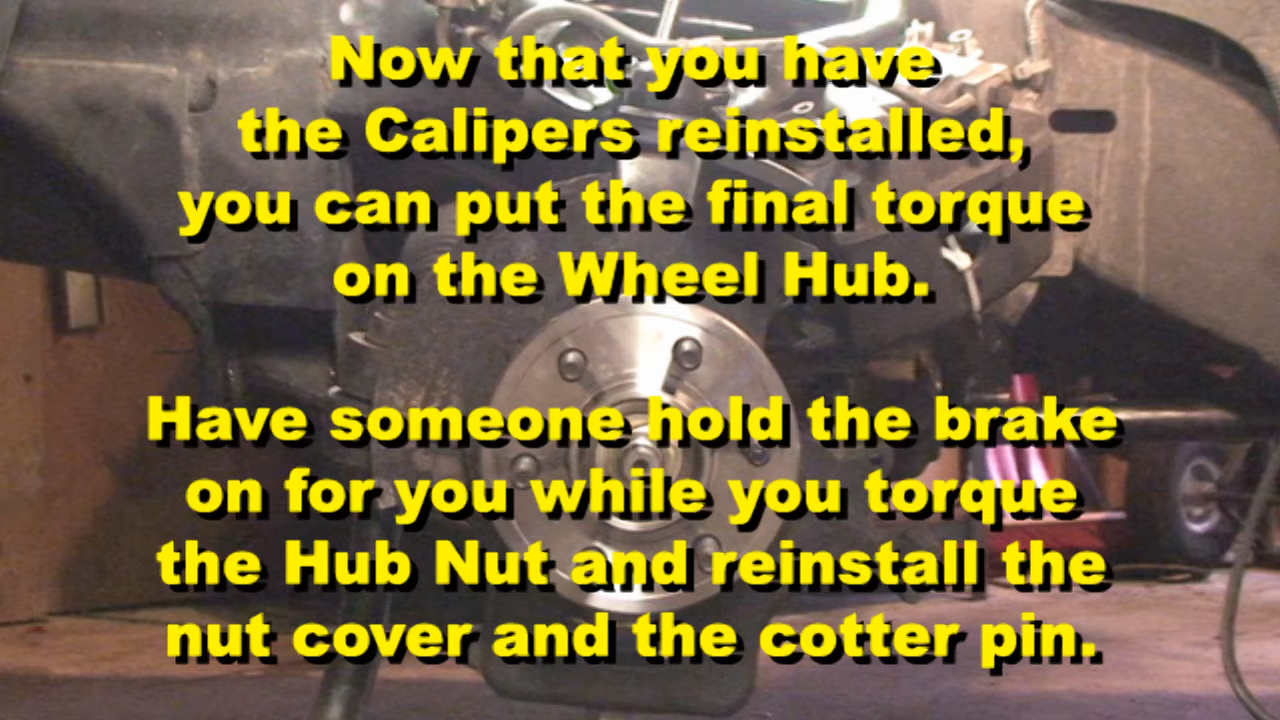 Now that you have
the Calipers reinstalled,
you can put the final torque
on the Wheel Hub.
Have someone hold the brake
on for you while you torque
the Hub Nut and reinstall the
nut cover and the cotter pin.